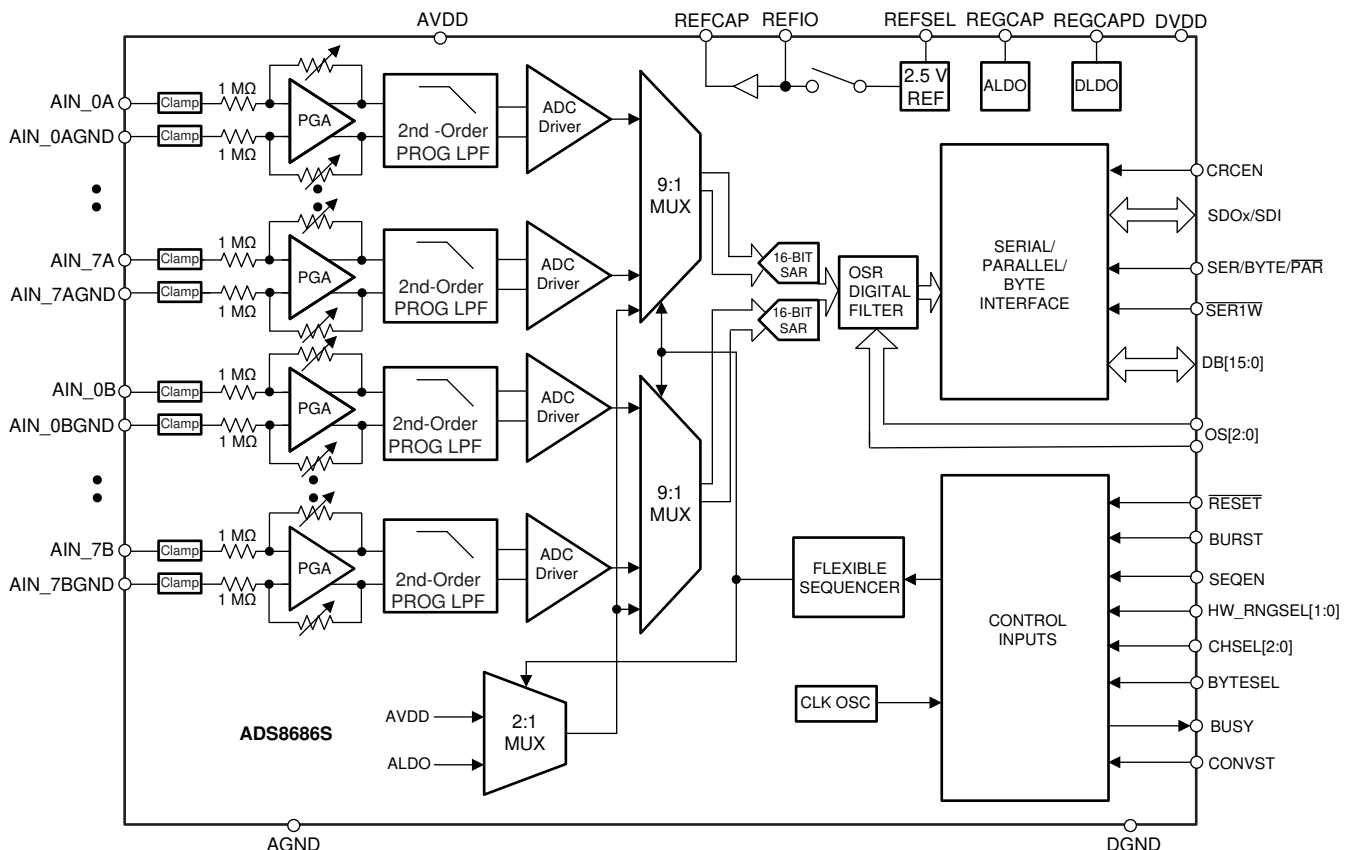 AVDD
REFCAP
REFIO
REFSEL
REGCAP
REGCAPD
DVDD
AIN_0A
Clamp
1 MΩ
PGA
2nd -Order
PROG LPF
ADC
Driver
AIN_0AGND
Clamp
1 MΩ
2.5 V
REF
ALDO
DLDO
9:1
MUX
AIN_7A
Clamp
1 MΩ
PGA
2nd-Order
PROG LPF
ADC
Driver
AIN_7AGND
Clamp
1 MΩ
16-BIT
SAR
16-BIT
SAR
OSR
DIGITAL
FILTER
SERIAL/
PARALLEL/
BYTE
INTERFACE
CRCEN
SDOx/SDI
SER/BYTE/PAR
SER1W
DB[15:0]
OS[2:0]
AIN_0B
Clamp
1 MΩ
PGA
2nd-Order
PROG LPF
ADC
Driver
AIN_0BGND
Clamp
1 MΩ
9:1
MUX
AIN_7B
Clamp
1 MΩ
PGA
2nd-Order
PROG LPF
ADC
Driver
AIN_7BGND
Clamp
1 MΩ
FLEXIBLE
SEQUENCER
CONTROL
INPUTS
CLK OSC
RESET
BURST
SEQEN
HW_RNGSEL[1:0]
CHSEL[2:0]
BYTESEL
BUSY
CONVST
ADS8686S
AVDD
ALDO
2:1
MUX
AGND
DGND